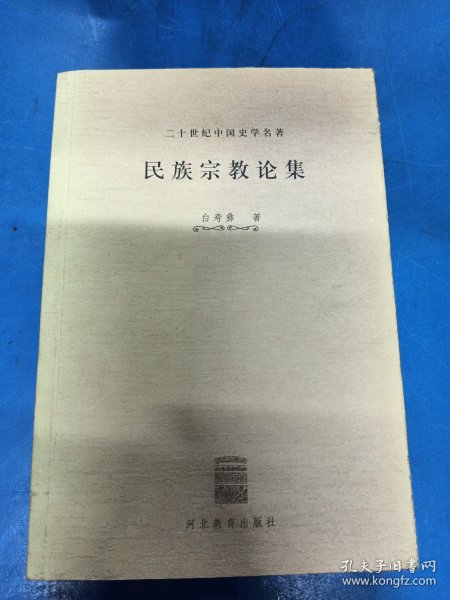 二十世纪中国史学名著
民族宗教论集
白寿彝 著
河北教育出版社
孔夫子旧书网
www.kongfz.com